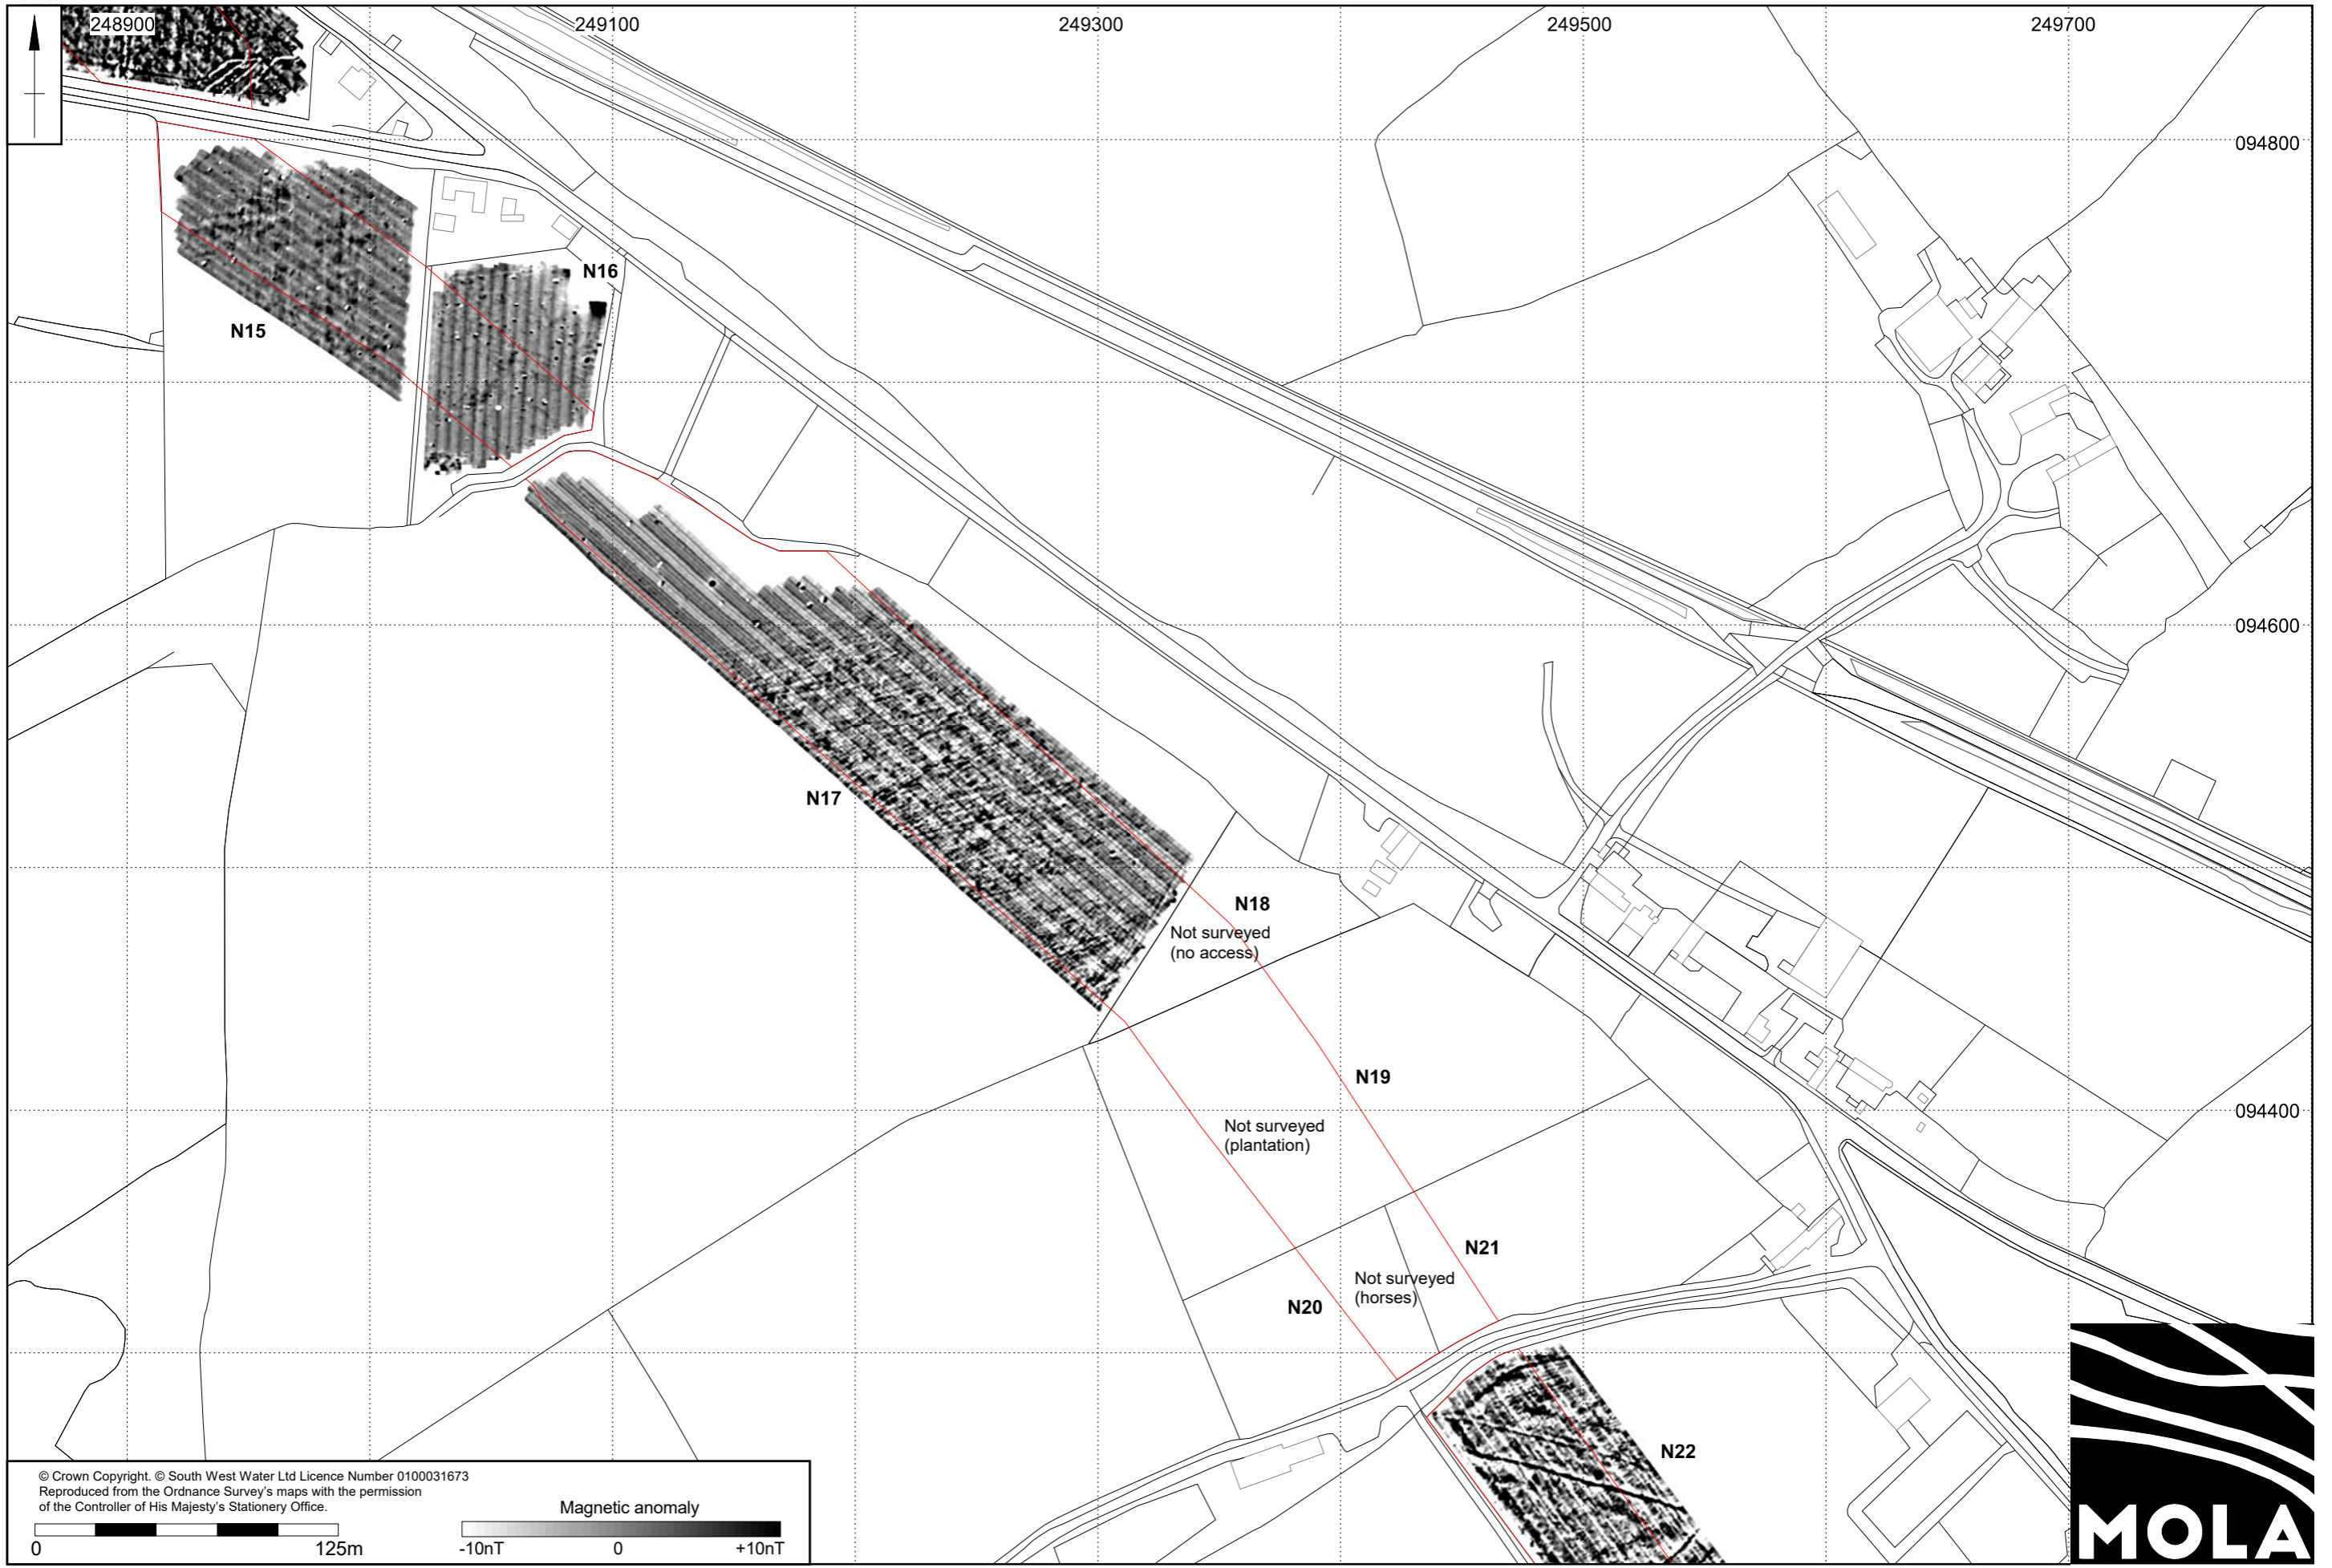 248900
249100
249300
249500
249700
094800
N16
N15
094600
N17
N18
Not surveyed
(no access)
N19
094400
Not surveyed
(plantation)
N21
Not surveyed
(horses)
N20
N22
© Crown Copyright. © South West Water Ltd Licence Number 0100031673
Reproduced from the Ordnance Survey's maps with the permission
of the Controller of His Majesty's Stationery Office.
Magnetic anomaly
0 125m
-10nT 0 +10nT
MOLA